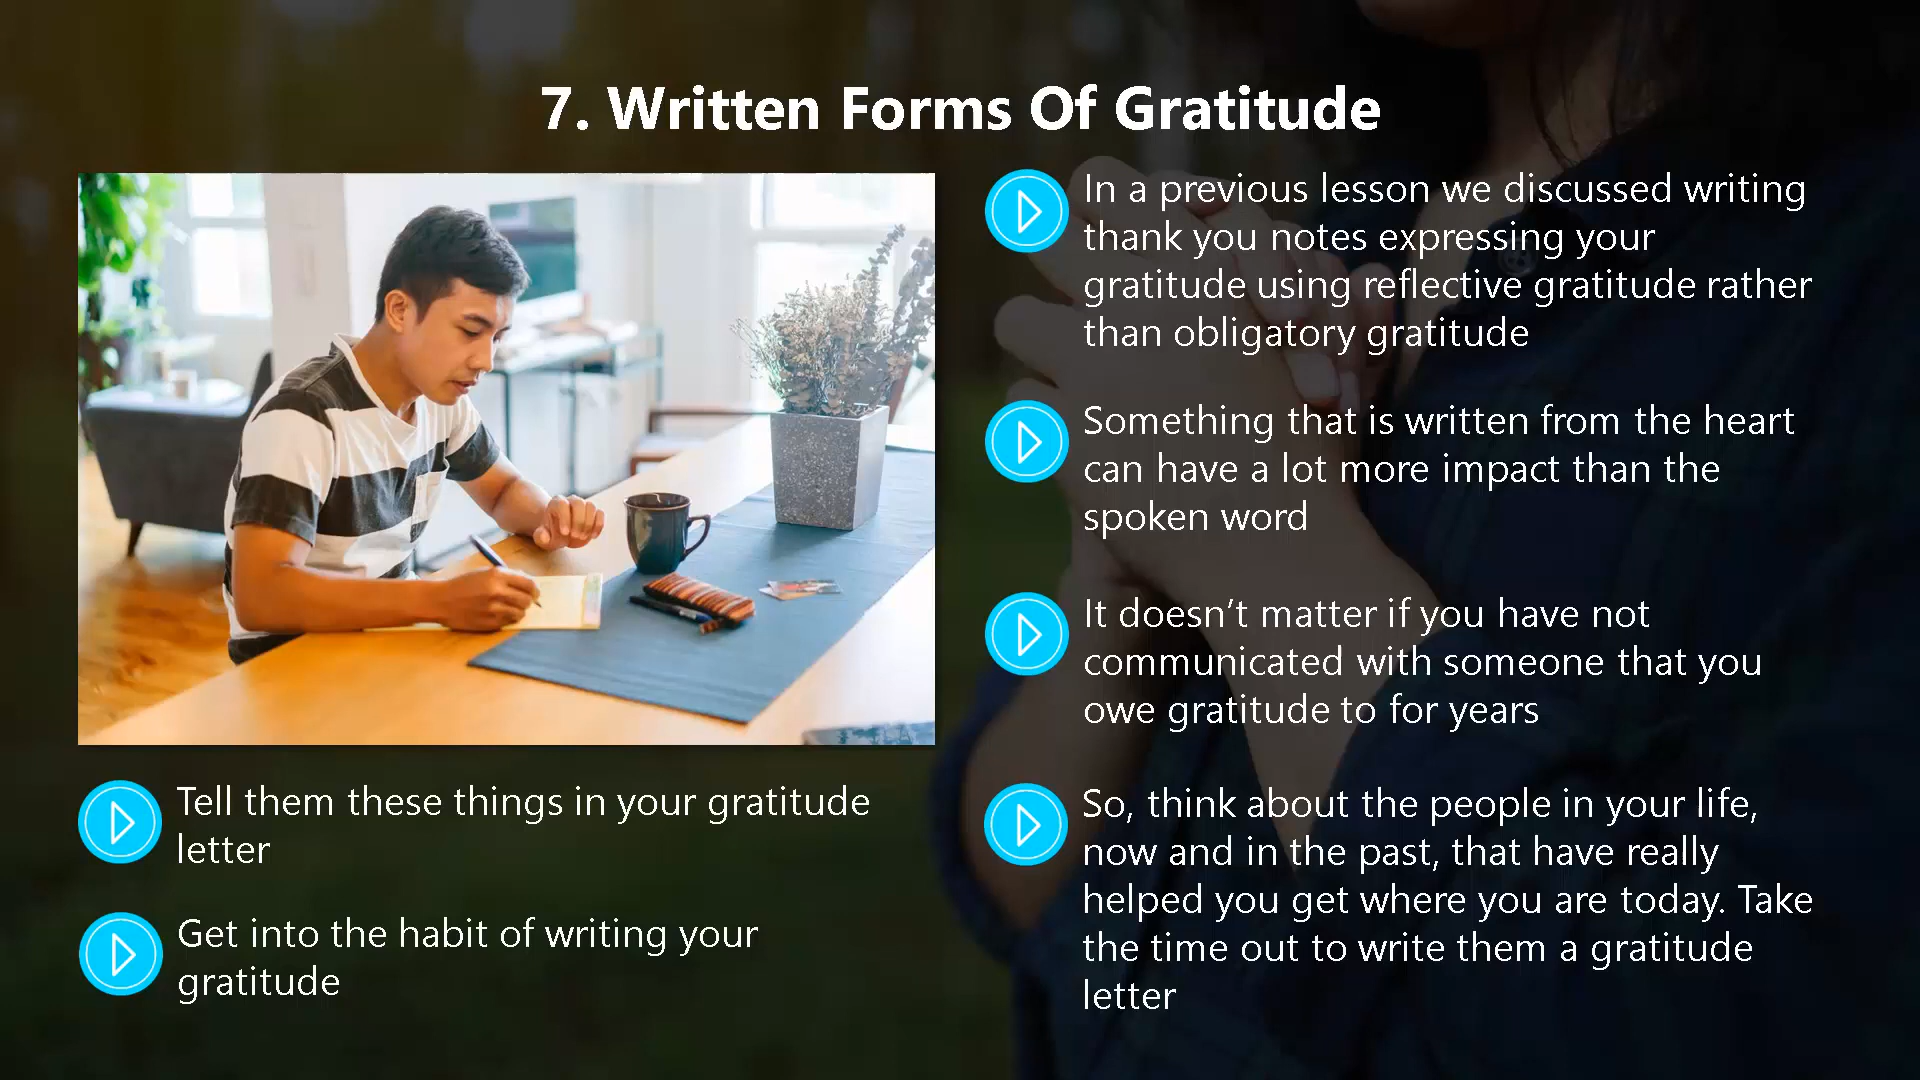 7. Written Forms Of Gratitude
In a previous lesson we discussed writing
thank you notes expressing your
gratitude using reflective gratitude rather
than obligatory gratitude
Something that is written from the heart
can have a lot more impact than the
spoken word
It doesn’t matter if you have not
communicated with someone that you
owe gratitude to for years
So, think about the people in your life,
now and in the past, that have really
helped you get where you are today. Take
the time out to write them a gratitude
letter
Tell them these things in your gratitude
letter
Get into the habit of writing your
gratitude